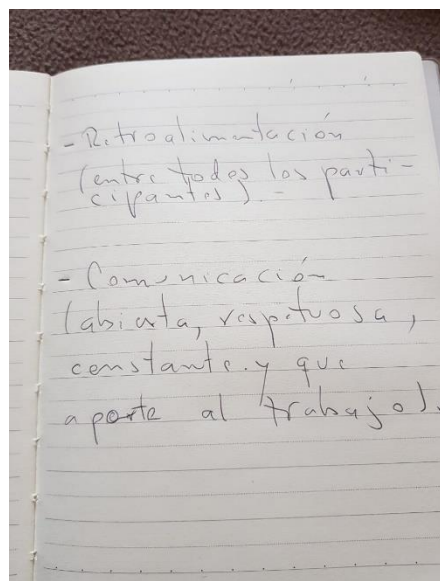 - Retroalimentación
(entre todos los parti-
cipantes). -
- Comunicación
(abierta, respetuosa,
constante y que
aporte al trabajo).